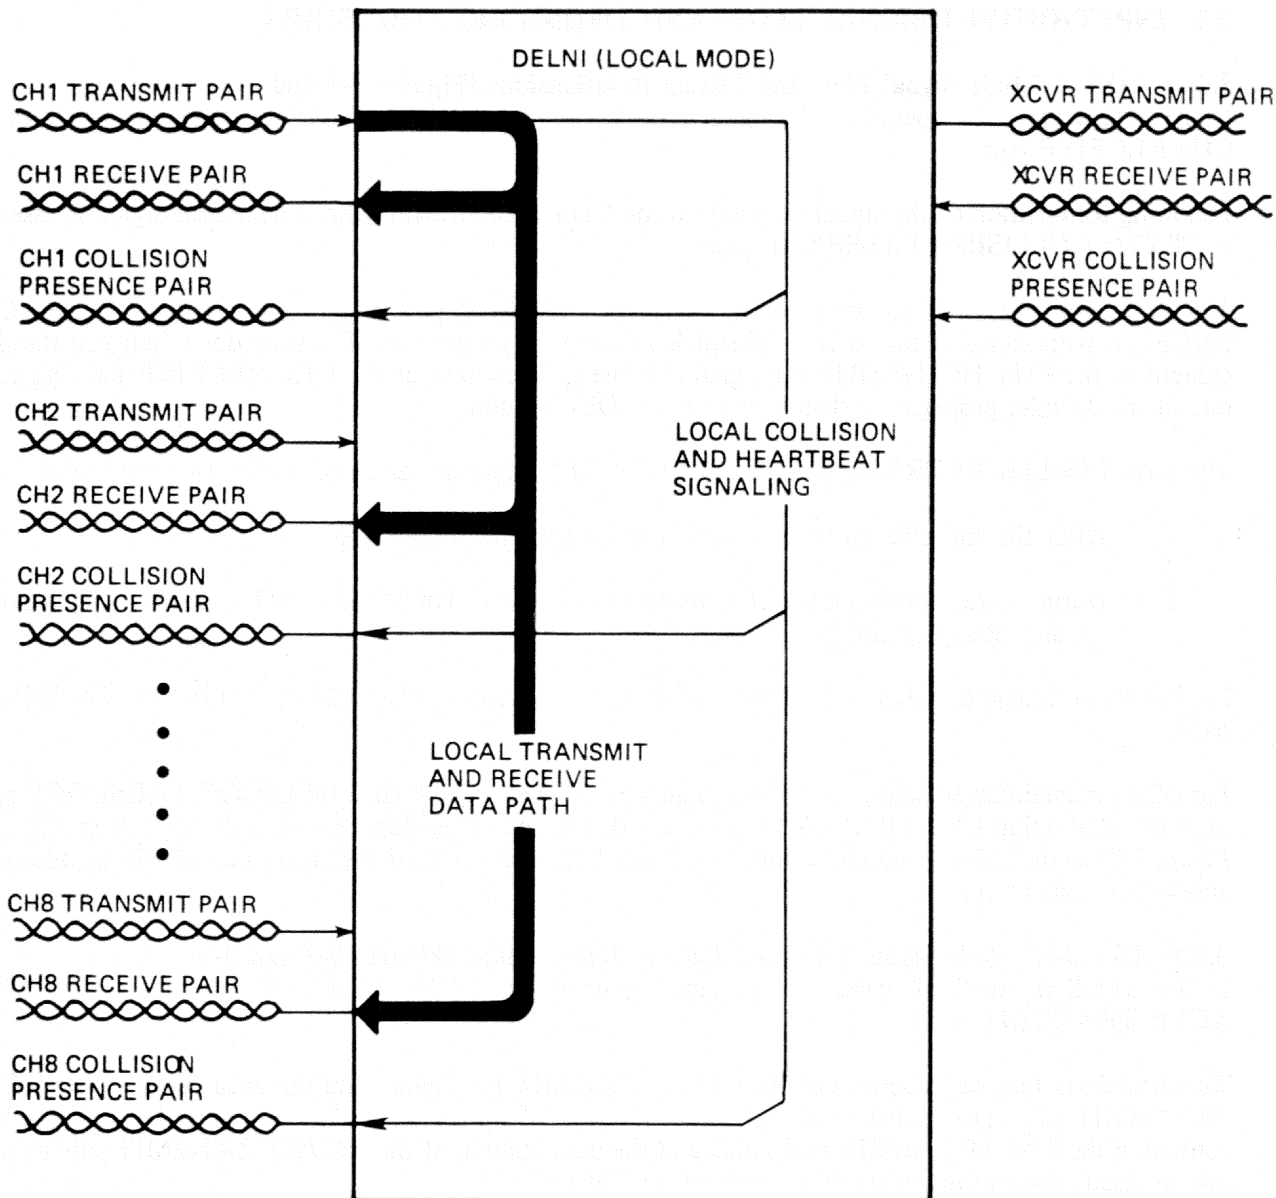 DELNI (LOCAL MODE)
CH1 TRANSMIT PAIR
CH1 RECEIVE PAIR
CH1 COLLISION
PRESENCE PAIR
CH2 TRANSMIT PAIR
CH2 RECEIVE PAIR
CH2 COLLISION
PRESENCE PAIR
CH8 TRANSMIT PAIR
CH8 RECEIVE PAIR
CH8 COLLISION
PRESENCE PAIR
LOCAL TRANSMIT
AND RECEIVE
DATA PATH
LOCAL COLLISION
AND HEARTBEAT
SIGNALING
XCVR TRANSMIT PAIR
XCVR RECEIVE PAIR
XCVR COLLISION
PRESENCE PAIR